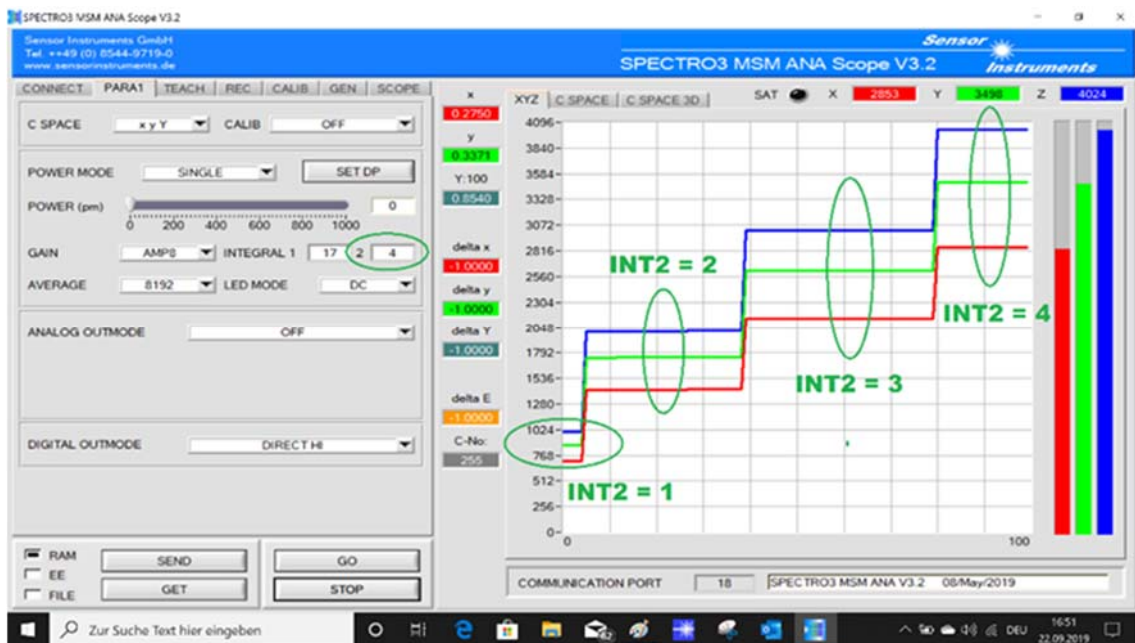 SPECTRO3 MSM ANA Scope V3.2
Sensor Instruments GmbH
Tel. ++49 (0) 8544-9719-0
www.sensorinstruments.de
SPECTRO3 MSM ANA Scope V3.2
Sensor
Instruments
CONNECT PARA1 TEACH REC CALIB GEN SCOPE
C SPACE x y Y CALIB OFF
POWER MODE SINGLE SET DP
POWER (pm) 0
0 200 400 600 800 1000
GAIN AMP8 INTEGRAL 1 17 2 4
AVERAGE 8192 LED MODE DC
ANALOG OUTMODE OFF
DIGITAL OUTMODE DIRECT HI
RAM
EE
FILE
SEND GO
GET STOP
x
0.2750
y
0.3371
Y:100
0.8540
delta x
-1.0000
delta y
-1.0000
delta Y
-1.0000
delta E
-1.0000
C-No:
255
XYZ C SPACE C SPACE 3D SAT X 2853 Y 3498 Z 4024
4096
3840
3584
3328
3072
2816
2560
2304
2048
1792
1536
1280
1024
768
512
256
0
0 100
INT2 = 1
INT2 = 2
INT2 = 3
INT2 = 4
COMMUNICATION PORT 18 SPECTRO3 MSM ANA V3.2 08/May/2019
Zur Suche Text hier eingeben
DEU
16:51
22.09.2019